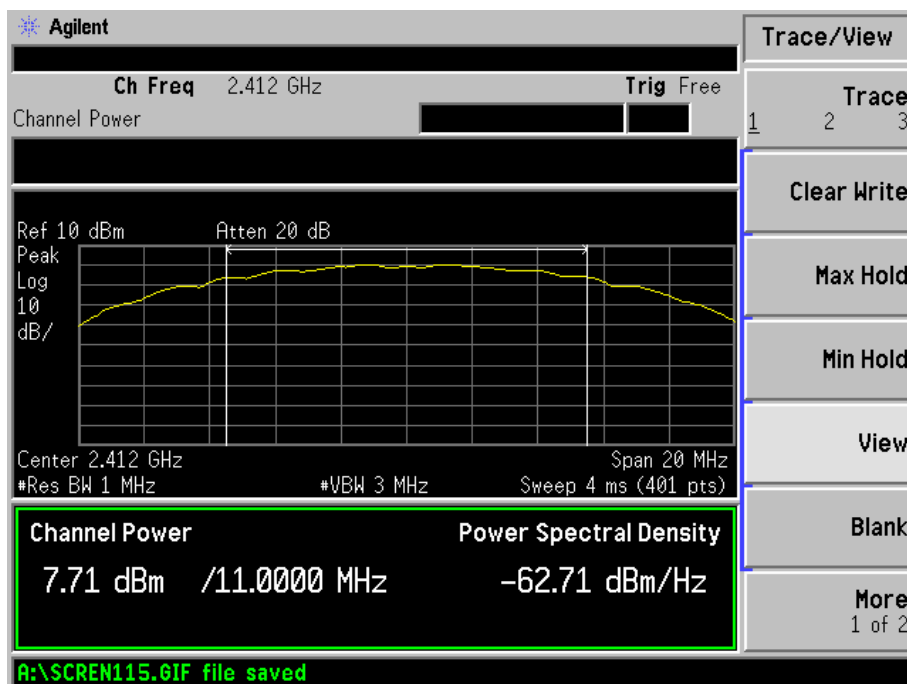 Agilent
Trace/View
Ch Freq 2.412 GHz Trig Free
Channel Power
Trace
1 2 3
Clear Write
Ref 10 dBm Atten 20 dB
Peak
Log
10
dB/
Max Hold
Min Hold
View
Center 2.412 GHz Span 20 MHz
#Res BW 1 MHz #VBW 3 MHz Sweep 4 ms (401 pts)
Channel Power Power Spectral Density
7.71 dBm /11.0000 MHz -62.71 dBm/Hz
Blank
More
1 of 2
A:\SCREN115.GIF file saved